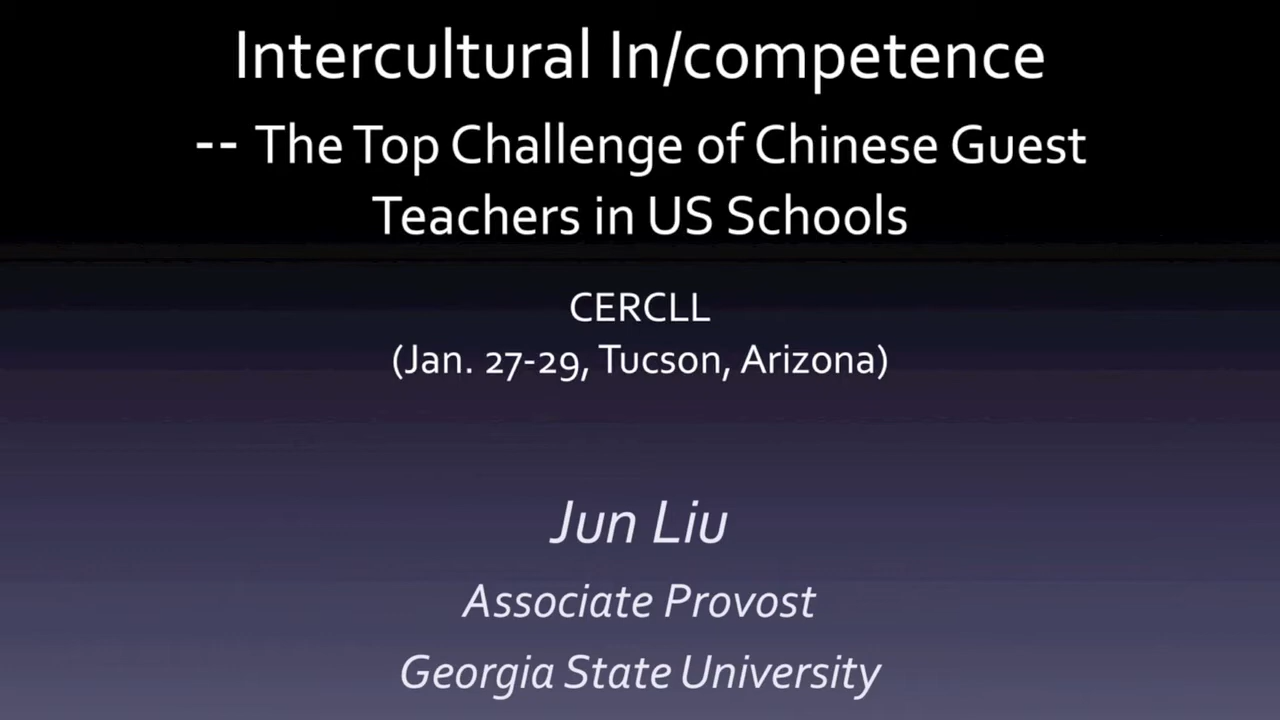 Intercultural In/competence
-- The Top Challenge of Chinese Guest
Teachers in US Schools
CERCLL
(Jan. 27-29, Tucson, Arizona)
Jun Liu
Associate Provost
Georgia State University